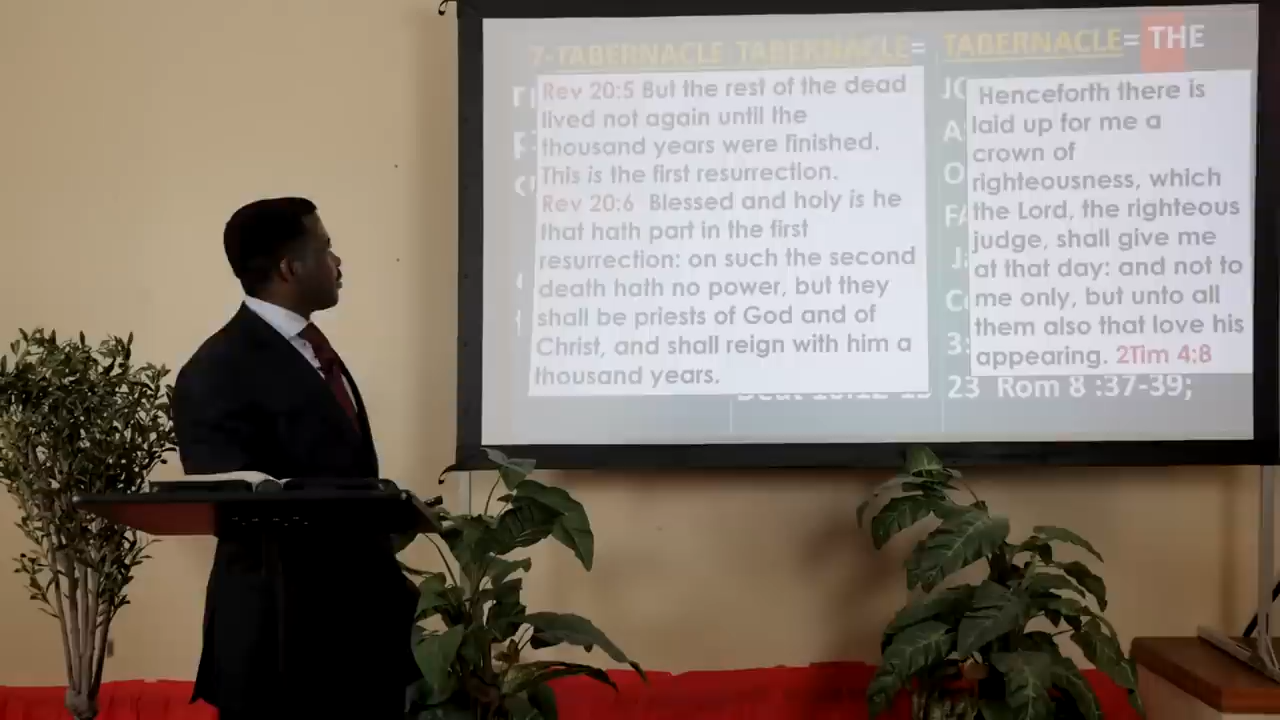 7-TABERNACLE TABERNACLE= TABERNACLE= THE
Rev 20:5 But the rest of the dead
lived not again until the
thousand years were finished.
This is the first resurrection.
Rev 20:6 Blessed and holy is he
that hath part in the first
resurrection: on such the second
death hath no power, but they
shall be priests of God and of
Christ, and shall reign with him a
thousand years.
Henceforth there is
laid up for me a
crown of
righteousness, which
the Lord, the righteous
judge, shall give me
at that day: and not to
me only, but unto all
them also that love his
appearing. 2Tim 4:8
23 Rom 8 :37-39;